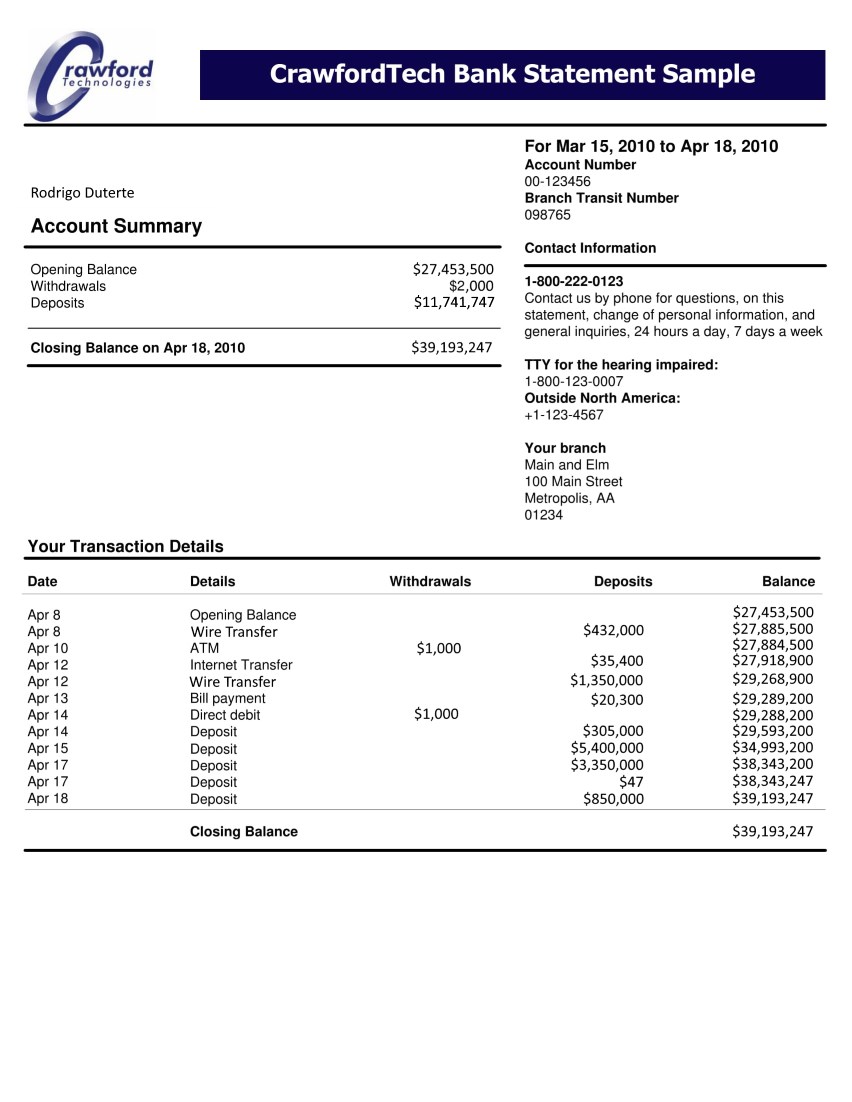 Crawford
Technologies
CrawfordTech Bank Statement Sample
For Mar 15, 2010 to Apr 18, 2010
Account Number
00-123456
Branch Transit Number
098765
Contact Information
1-800-222-0123
Contact us by phone for questions, on this
statement, change of personal information, and
general inquiries, 24 hours a day, 7 days a week
TTY for the hearing impaired:
1-800-123-0007
Outside North America:
+1-123-4567
Your branch
Main and Elm
100 Main Street
Metropolis, AA
01234
Rodrigo Duterte
Account Summary
Opening Balance $27,453,500
Withdrawals $2,000
Deposits $11,741,747
Closing Balance on Apr 18, 2010 $39,193,247
Your Transaction Details
Date Details Withdrawals Deposits Balance
Apr 8 Opening Balance $27,453,500
Apr 8 Wire Transfer $432,000 $27,885,500
Apr 10 ATM $1,000 $27,884,500
Apr 12 Internet Transfer $35,400 $27,918,900
Apr 12 Wire Transfer $1,350,000 $29,268,900
Apr 13 Bill payment $20,300 $29,289,200
Apr 14 Direct debit $1,000 $29,288,200
Apr 14 Deposit $305,000 $29,593,200
Apr 15 Deposit $5,400,000 $34,993,200
Apr 17 Deposit $3,350,000 $38,343,200
Apr 17 Deposit $47 $38,343,247
Apr 18 Deposit $850,000 $39,193,247
Closing Balance $39,193,247